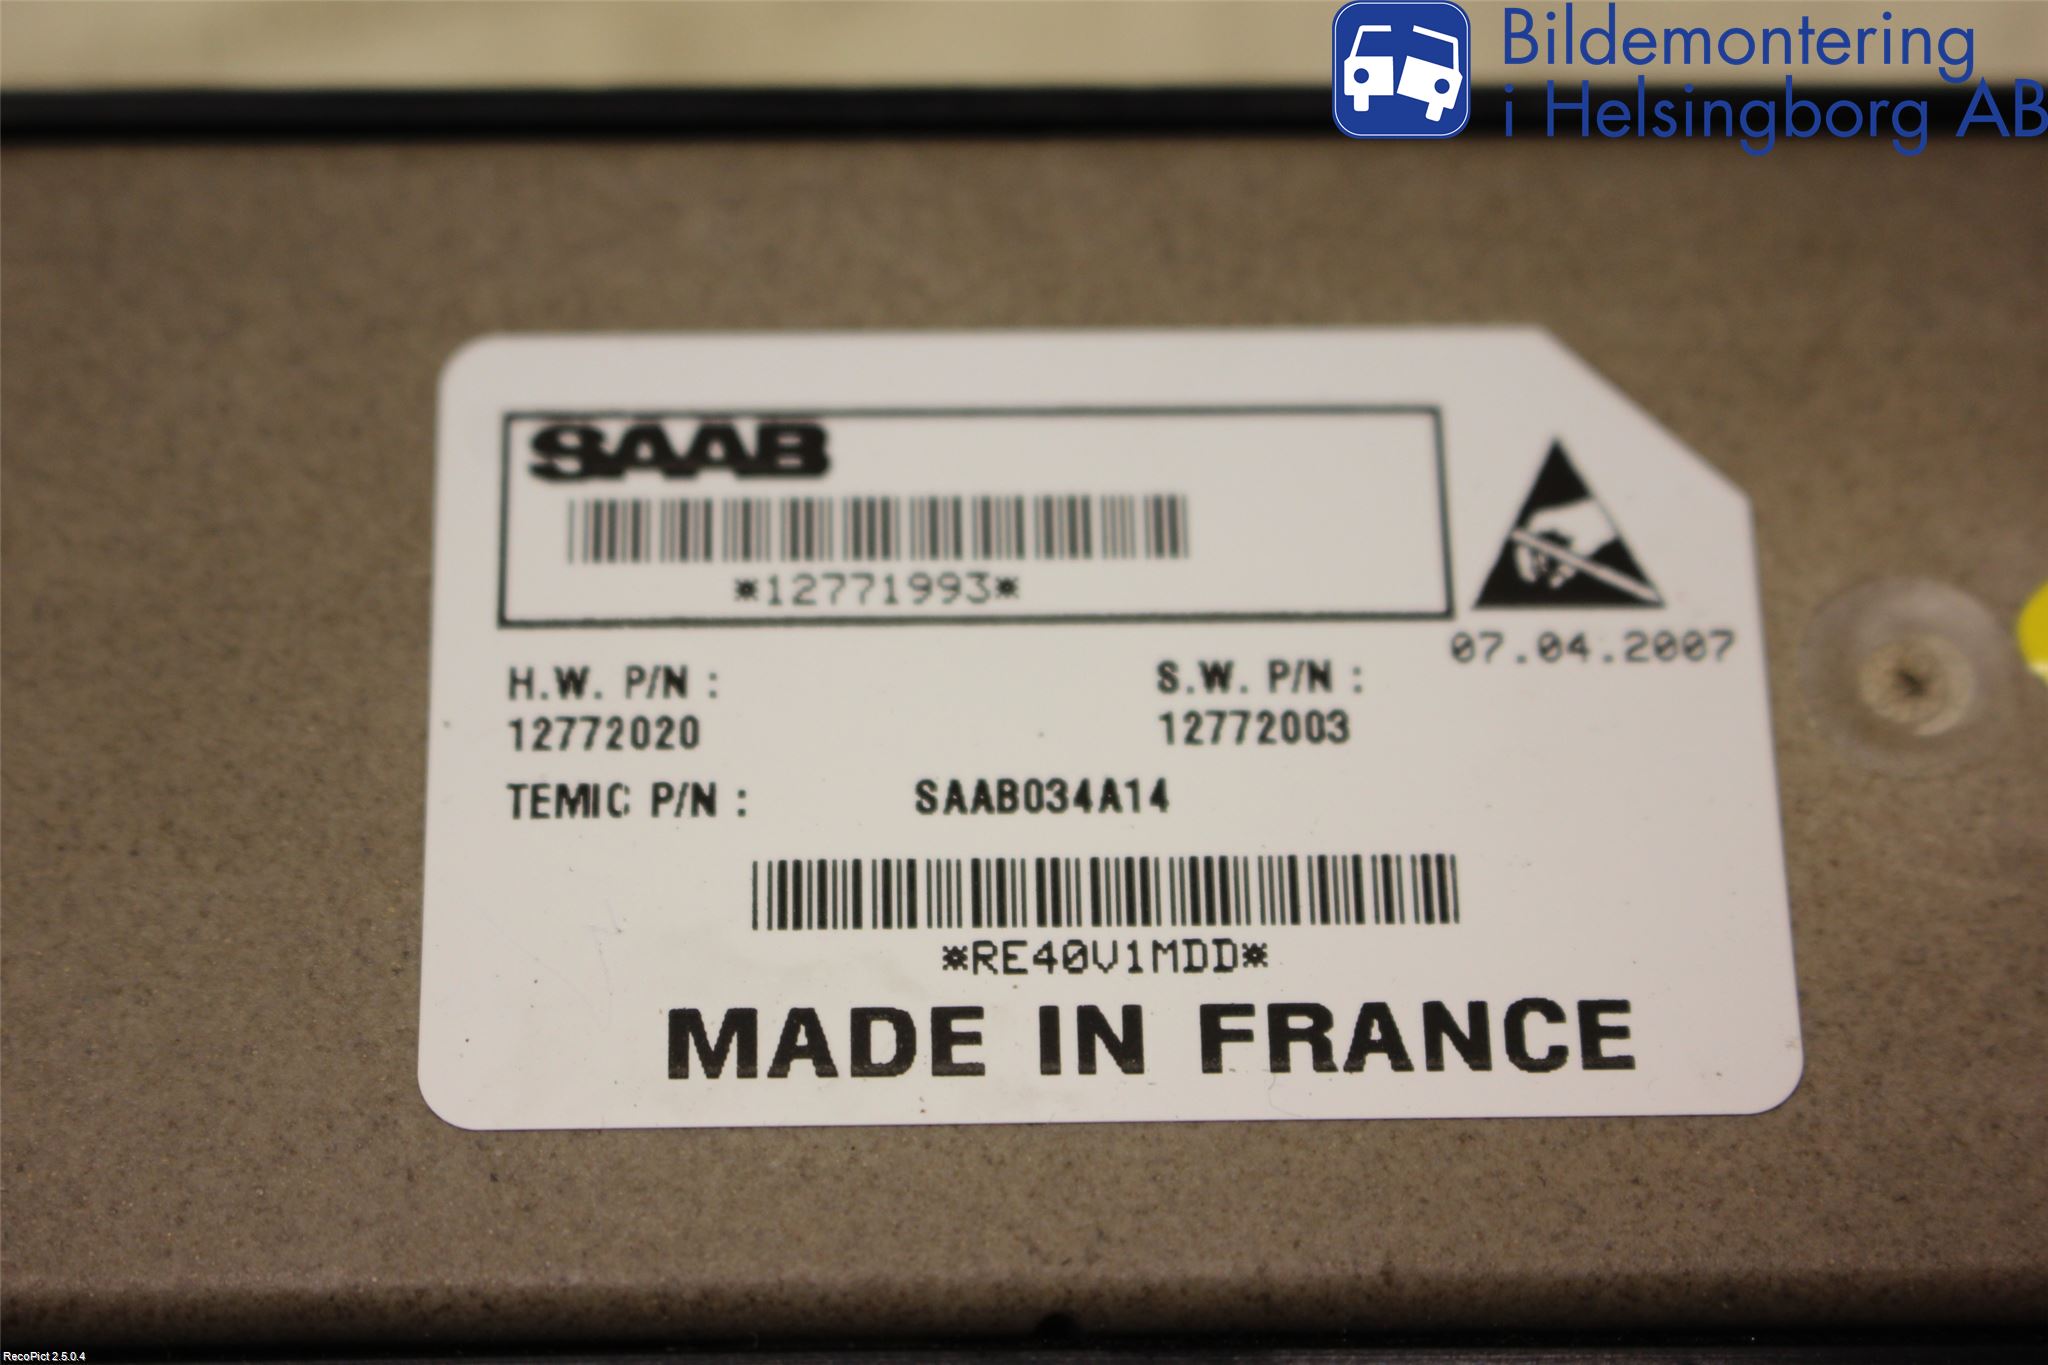 Bildemontering
i Helsingborg AB
SAAB
*12771993*
07.04.2007
H.W. P/N :
S.W. P/N :
12772020
12772003
TEMIC P/N : SAAB034A14
*RE40V1MDD*
MADE IN FRANCE
RecoPict 2.5.0.4